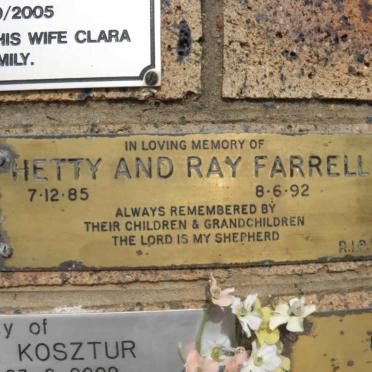 0/2005
HIS WIFE CLARA
MILY.
IN LOVING MEMORY OF
HETTY AND RAY FARRELL
7·12·85 8·6·92
ALWAYS REMEMBERED BY
THEIR CHILDREN & GRANDCHILDREN
THE LORD IS MY SHEPHERD
R.I.P.
y of
KOSZTUR